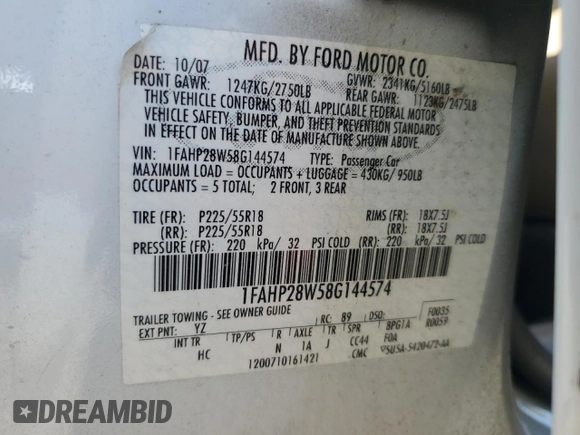 MFD. BY FORD MOTOR CO.
DATE: 10/07 GVWR: 2341KG/5160LB
FRONT GAWR: 1247KG/2750LB REAR GAWR: 1123KG/2475LB
THIS VEHICLE CONFORMS TO ALL APPLICABLE FEDERAL MOTOR
VEHICLE SAFETY, BUMPER, AND THEFT PREVENTION STANDARDS
IN EFFECT ON THE DATE OF MANUFACTURE SHOWN ABOVE.
VIN: 1FAHP28W58G144574 TYPE: Passenger Car
MAXIMUM LOAD = OCCUPANTS + LUGGAGE = 430KG/950LB
OCCUPANTS = 5 TOTAL; 2 FRONT, 3 REAR
TIRE (FR): P225/55R18 RIMS (FR): 18X7.5J
(RR): P225/55R18 (RR): 18X7.5J
PRESSURE (FR): 220 kPa/ 32 PSI COLD (RR): 220 kPa/ 32 PSI COLD
1FAHP28W58G144574
TRAILER TOWING - SEE OWNER GUIDE
EXT PNT: YZ RC: 89 DSO: F0035
R0059
INT TR TP/PS R AXLE TR SPR BPG1A
HC N 1A J CC44 FOA
1200710161421 CMC 5U5A-5420472-AA
DREAMBID